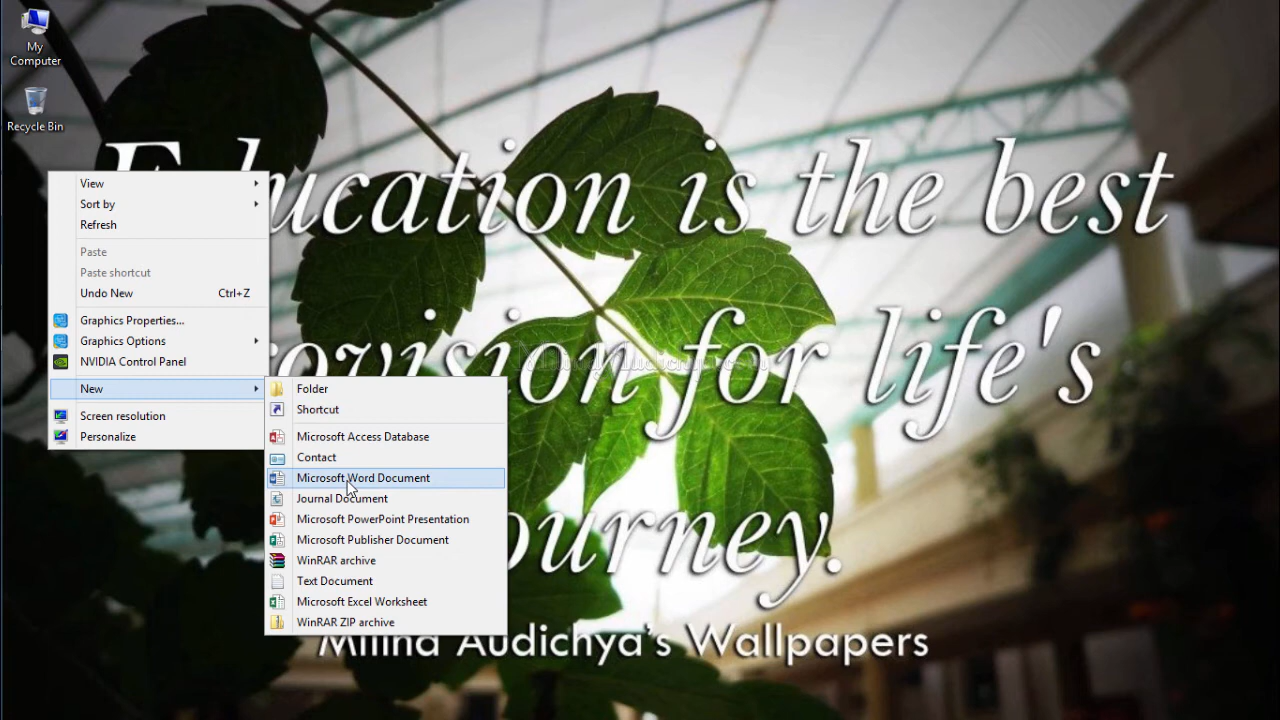 My
Computer
Recycle Bin
Education is the best
provision for life's
journey.
Milind Audichya's Wallpapers
View
Sort by
Refresh
Paste
Paste shortcut
Undo New Ctrl+Z
Graphics Properties...
Graphics Options
NVIDIA Control Panel
New
Screen resolution
Personalize
Folder
Shortcut
Microsoft Access Database
Contact
Microsoft Word Document
Journal Document
Microsoft PowerPoint Presentation
Microsoft Publisher Document
WinRAR archive
Text Document
Microsoft Excel Worksheet
WinRAR ZIP archive